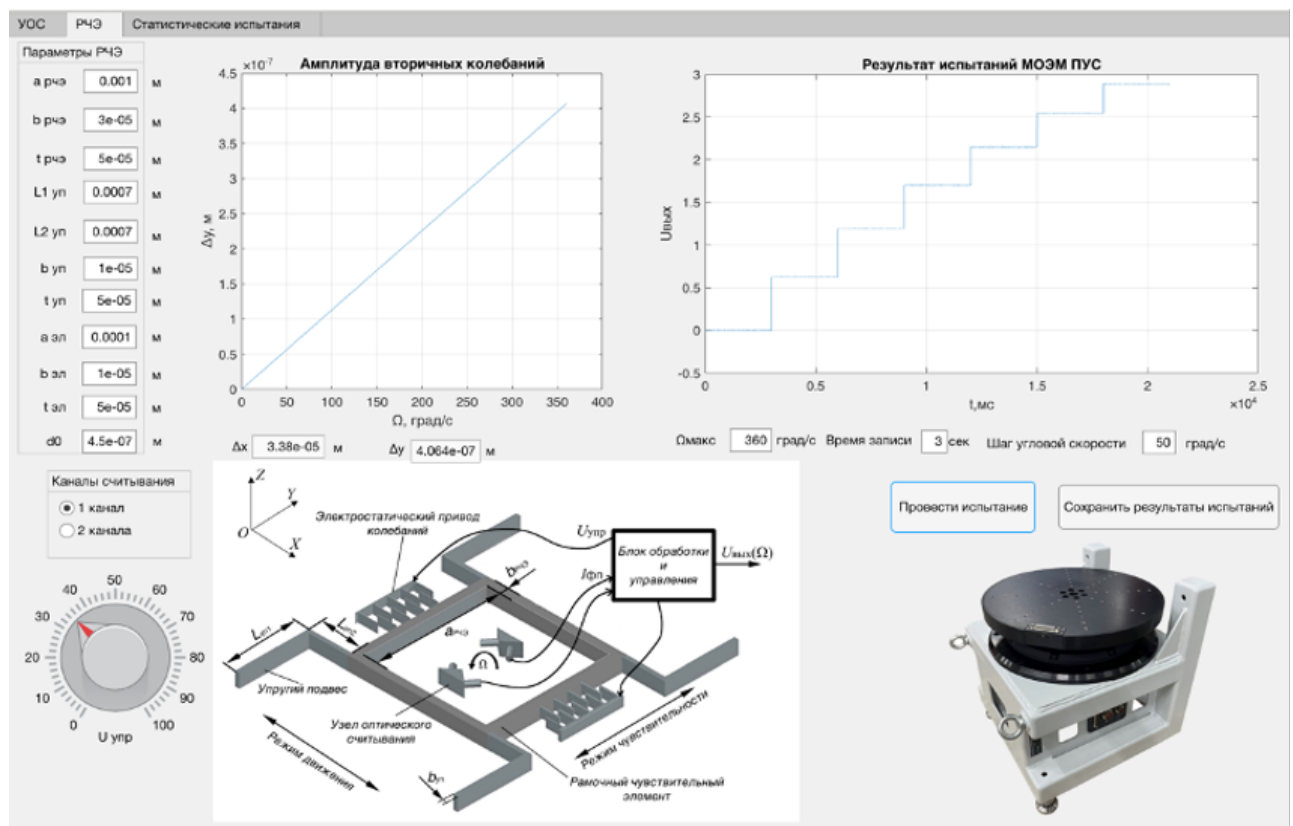 УОС РЧЭ Статистические испытания
Параметры РЧЭ
a рчэ 0.001 м
b рчэ 3e-05 м
t рчэ 5e-05 м
L1 уп 0.0007 м
L2 уп 0.0007 м
b уп 1e-05 м
t уп 5e-05 м
a эл 0.0001 м
b эл 1e-05 м
t эл 5e-05 м
d0 4.5e-07 м
×10⁻⁷
Амплитуда вторичных колебаний
4.5
4
3.5
3
2.5
2
1.5
1
0.5
0
Δy, м
0 50 100 150 200 250 300 350 400
Ω, град/с
Δx 3.38e-05 м Δy 4.064e-07 м
Результат испытаний МОЭМ ПУС
3
2.5
2
1.5
1
0.5
0
-0.5
Uвых
0 0.5 1 1.5 2 2.5
t,мс
×10⁴
Ωмакс 360 град/с Время записи 3 сек Шаг угловой скорости 50 град/с
Провести испытание Сохранить результаты испытаний
Каналы считывания
1 канал
2 канала
0 10 20 30 40 50 60 70 80 90 100
U упр
Z
Y
O
X
Электростатический привод
колебаний
Uупр
Iфп
Блок обработки
и
управления
Uвых(Ω)
bрчэ
aрчэ
Ω
Упругий подвес
Узел оптического
считывания
Режим движения
Режим чувствительности
bуп
Рамочный чувствительный
элемент